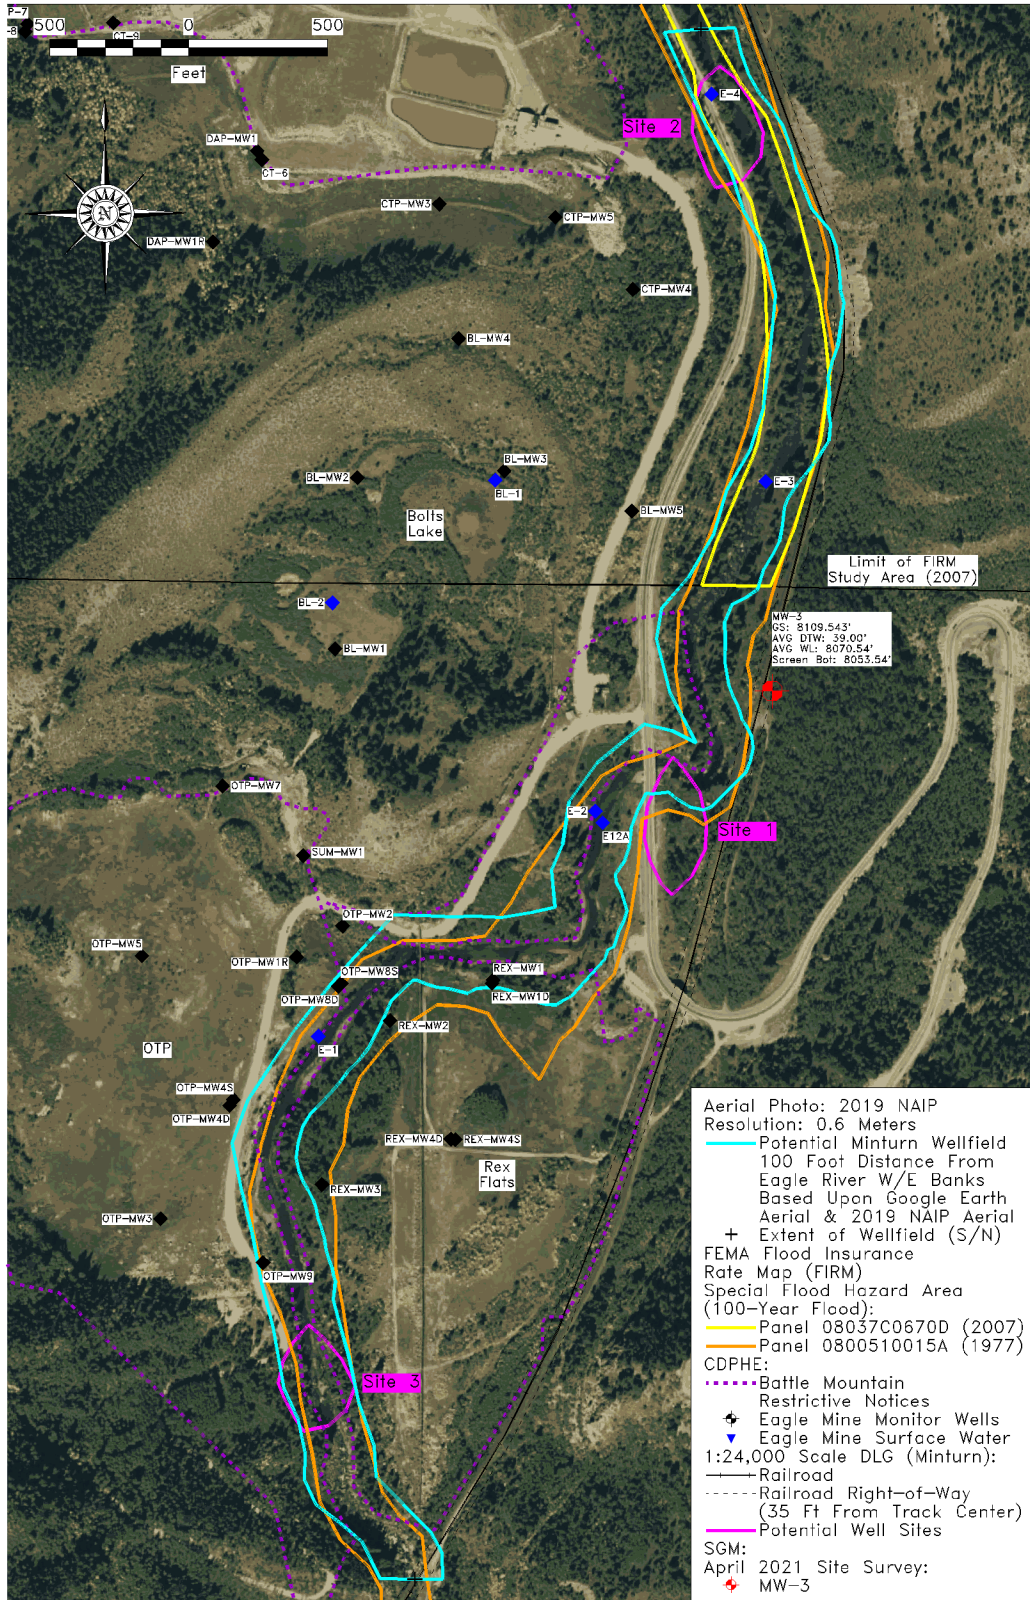 P-7
-8
500 0 500
CT-9
Feet
DAP-MW1
CT-6
Site 2
E-4
N
CTP-MW3
CTP-MW5
DAP-MW1R
CTP-MW4
BL-MW4
BL-MW3
BL-MW2
BL-1
E-3
Bolts
Lake
BL-MW5
Limit of FIRM
Study Area (2007)
BL-2
MW-3
GS: 8109.543'
AVG DTW: 39.00'
AVG WL: 8070.54'
Screen Bot: 8053.54'
BL-MW1
OTP-MW7
E-2
E12A
Site 1
SUM-MW1
OTP-MW2
OTP-MW5
OTP-MW1R
OTP-MW8S
OTP-MW8D
REX-MW1
REX-MW1D
REX-MW2
E-1
OTP
OTP-MW4S
OTP-MW4D
REX-MW4D
REX-MW4S
Rex
Flats
REX-MW3
OTP-MW3
OTP-MW9
Site 3
Aerial Photo: 2019 NAIP
Resolution: 0.6 Meters
Potential Minturn Wellfield
100 Foot Distance From
Eagle River W/E Banks
Based Upon Google Earth
Aerial & 2019 NAIP Aerial
Extent of Wellfield (S/N)
FEMA Flood Insurance
Rate Map (FIRM)
Special Flood Hazard Area
(100-Year Flood):
Panel 08037C0670D (2007)
Panel 0800510015A (1977)
CDPHE:
Battle Mountain
Restrictive Notices
Eagle Mine Monitor Wells
Eagle Mine Surface Water
1:24,000 Scale DLG (Minturn):
Railroad
Railroad Right-of-Way
(35 Ft From Track Center)
Potential Well Sites
SGM:
April 2021 Site Survey:
MW-3